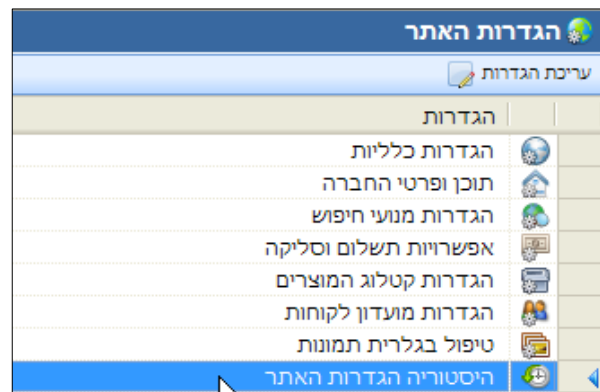 הגדרות האתר
עריכת הגדרות
הגדרות
הגדרות כלליות
תוכן ופרטי החברה
הגדרות מנועי חיפוש
אפשרויות תשלום וסליקה
הגדרות קטלוג המוצרים
הגדרות מועדון לקוחות
טיפול בגלרית תמונות
היסטוריה הגדרות האתר